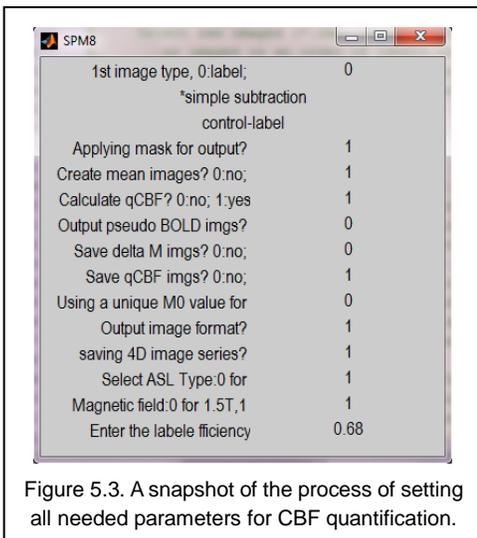 SPM8
1st image type, 0:label; 0
*simple subtraction
control-label
Applying mask for output? 1
Create mean images? 0:no; 1
Calculate qCBF? 0:no; 1:yes 1
Output pseudo BOLD imgs? 0
Save delta M imgs? 0:no; 0
Save qCBF imgs? 0:no; 1
Using a unique M0 value for 0
Output image format? 1
saving 4D image series? 1
Select ASL Type:0 for 1
Magnetic field:0 for 1.5T,1 1
Enter the labele fficiency 0.68
Figure 5.3. A snapshot of the process of setting
all needed parameters for CBF quantification.